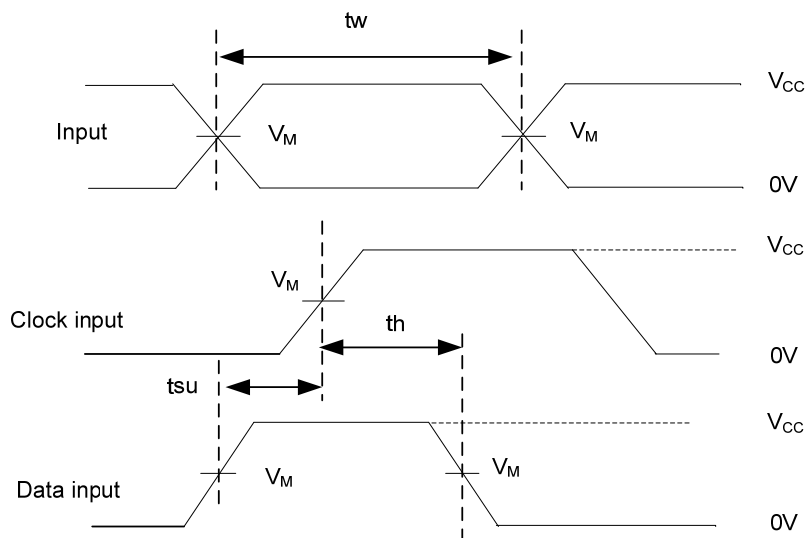 tw
V_CC
Input
V_M
V_M
0V
V_CC
V_M
Clock input
th
0V
tsu
V_CC
V_M
V_M
Data input
0V